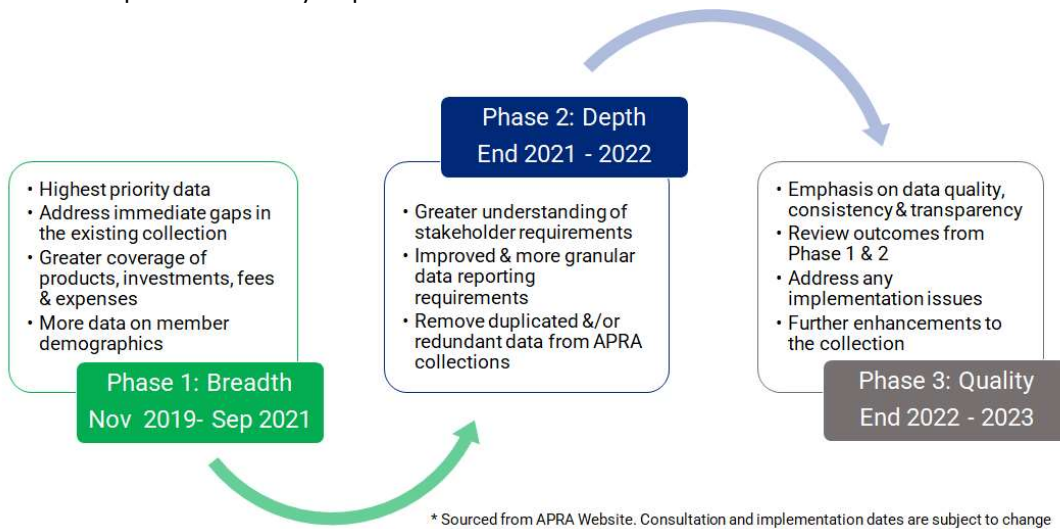 • Highest priority data
• Address immediate gaps in
the existing collection
• Greater coverage of
products, investments, fees
& expenses
• More data on member
demographics
Phase 1: Breadth
Nov 2019- Sep 2021
Phase 2: Depth
End 2021 - 2022
• Greater understanding of
stakeholder requirements
• Improved & more granular
data reporting
requirements
• Remove duplicated &/or
redundant data from APRA
collections
• Emphasis on data quality,
consistency & transparency
• Review outcomes from
Phase 1 & 2
• Address any
implementation issues
• Further enhancements to
the collection
Phase 3: Quality
End 2022 - 2023
* Sourced from APRA Website. Consultation and implementation dates are subject to change